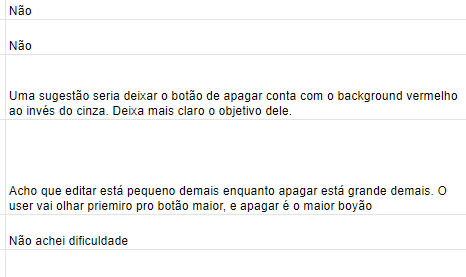 Não
Não
Uma sugestão seria deixar o botão de apagar conta com o background vermelho
ao invés do cinza. Deixa mais claro o objetivo dele.
Acho que editar está pequeno demais enquanto apagar está grande demais. O
user vai olhar priemiro pro botão maior, e apagar é o maior boyão
Não achei dificuldade